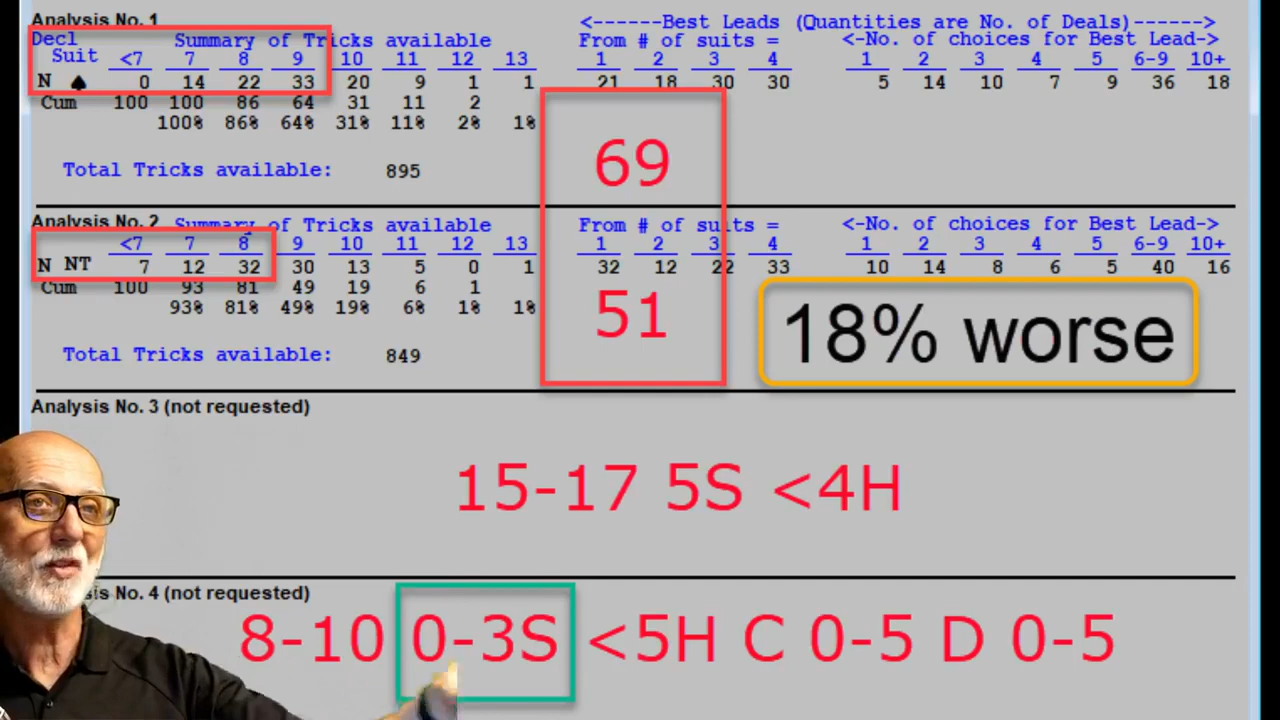 Analysis No. 1 <------Best Leads (Quantities are No. of Deals)------>
Decl Summary of Tricks available From # of suits = <-No. of choices for Best Lead->
Suit <7 7 8 9 10 11 12 13 1 2 3 4 1 2 3 4 5 6-9 10+
N ♠ 0 14 22 33 20 9 1 1 21 18 30 30 5 14 10 7 9 36 18
Cum 100 100 86 64 31 11 2
100% 86% 64% 31% 11% 2% 1%
69
Total Tricks available: 895
Analysis No. 2 Summary of Tricks available From # of suits = <-No. of choices for Best Lead->
<7 7 8 9 10 11 12 13 1 2 3 4 1 2 3 4 5 6-9 10+
N NT 7 12 32 30 13 5 0 1 32 12 22 33 10 14 8 6 5 40 16
Cum 100 93 81 49 19 6 1
93% 81% 49% 19% 6% 1% 1%
51
18% worse
Total Tricks available: 849
Analysis No. 3 (not requested)
15-17 5S <4H
sis No. 4 (not requested)
8-10 0-3S <5H C 0-5 D 0-5